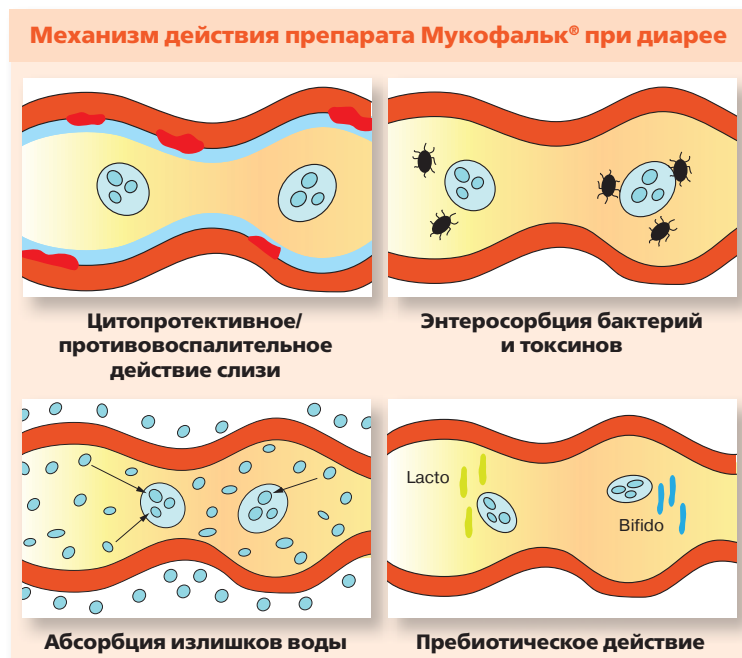 Механизм действия препарата Мукофальк® при диарее
Цитопротективное/
противовоспалительное
действие слизи
Энтеросорбция бактерий
и токсинов
Lacto
Bifido
Абсорбция излишков воды
Пребиотическое действие